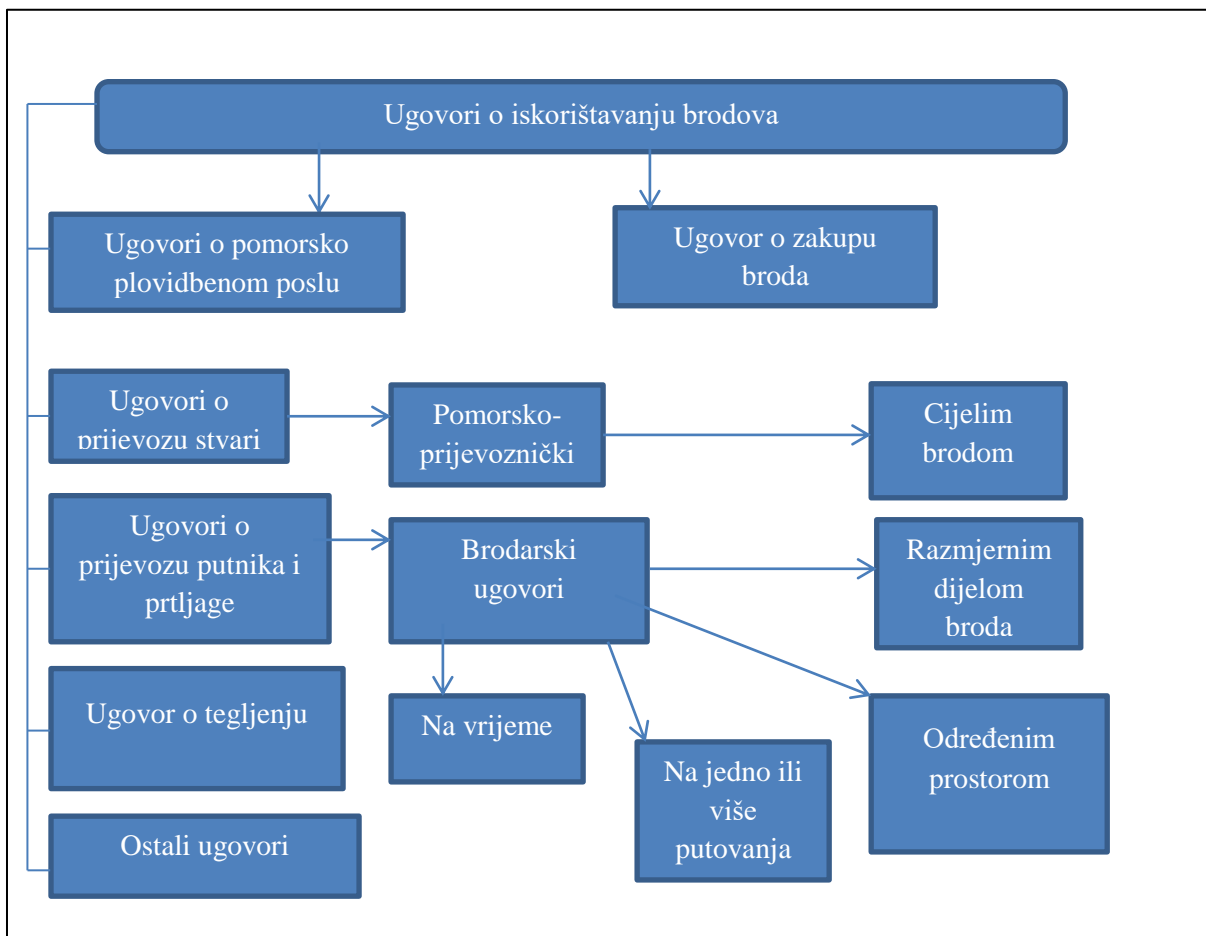 Ugovori o iskorištavanju brodova
Ugovori o pomorsko
plovidbenom poslu
Ugovor o zakupu
broda
Ugovori o
prijevozu stvari
Pomorsko-
prijevoznički
Cijelim
brodom
Ugovori o
prijevozu putnika i
prtljage
Brodarski
ugovori
Razmjernim
dijelom
broda
Ugovor o tegljenju
Na vrijeme
Na jedno ili
više
putovanja
Određenim
prostorom
Ostali ugovori